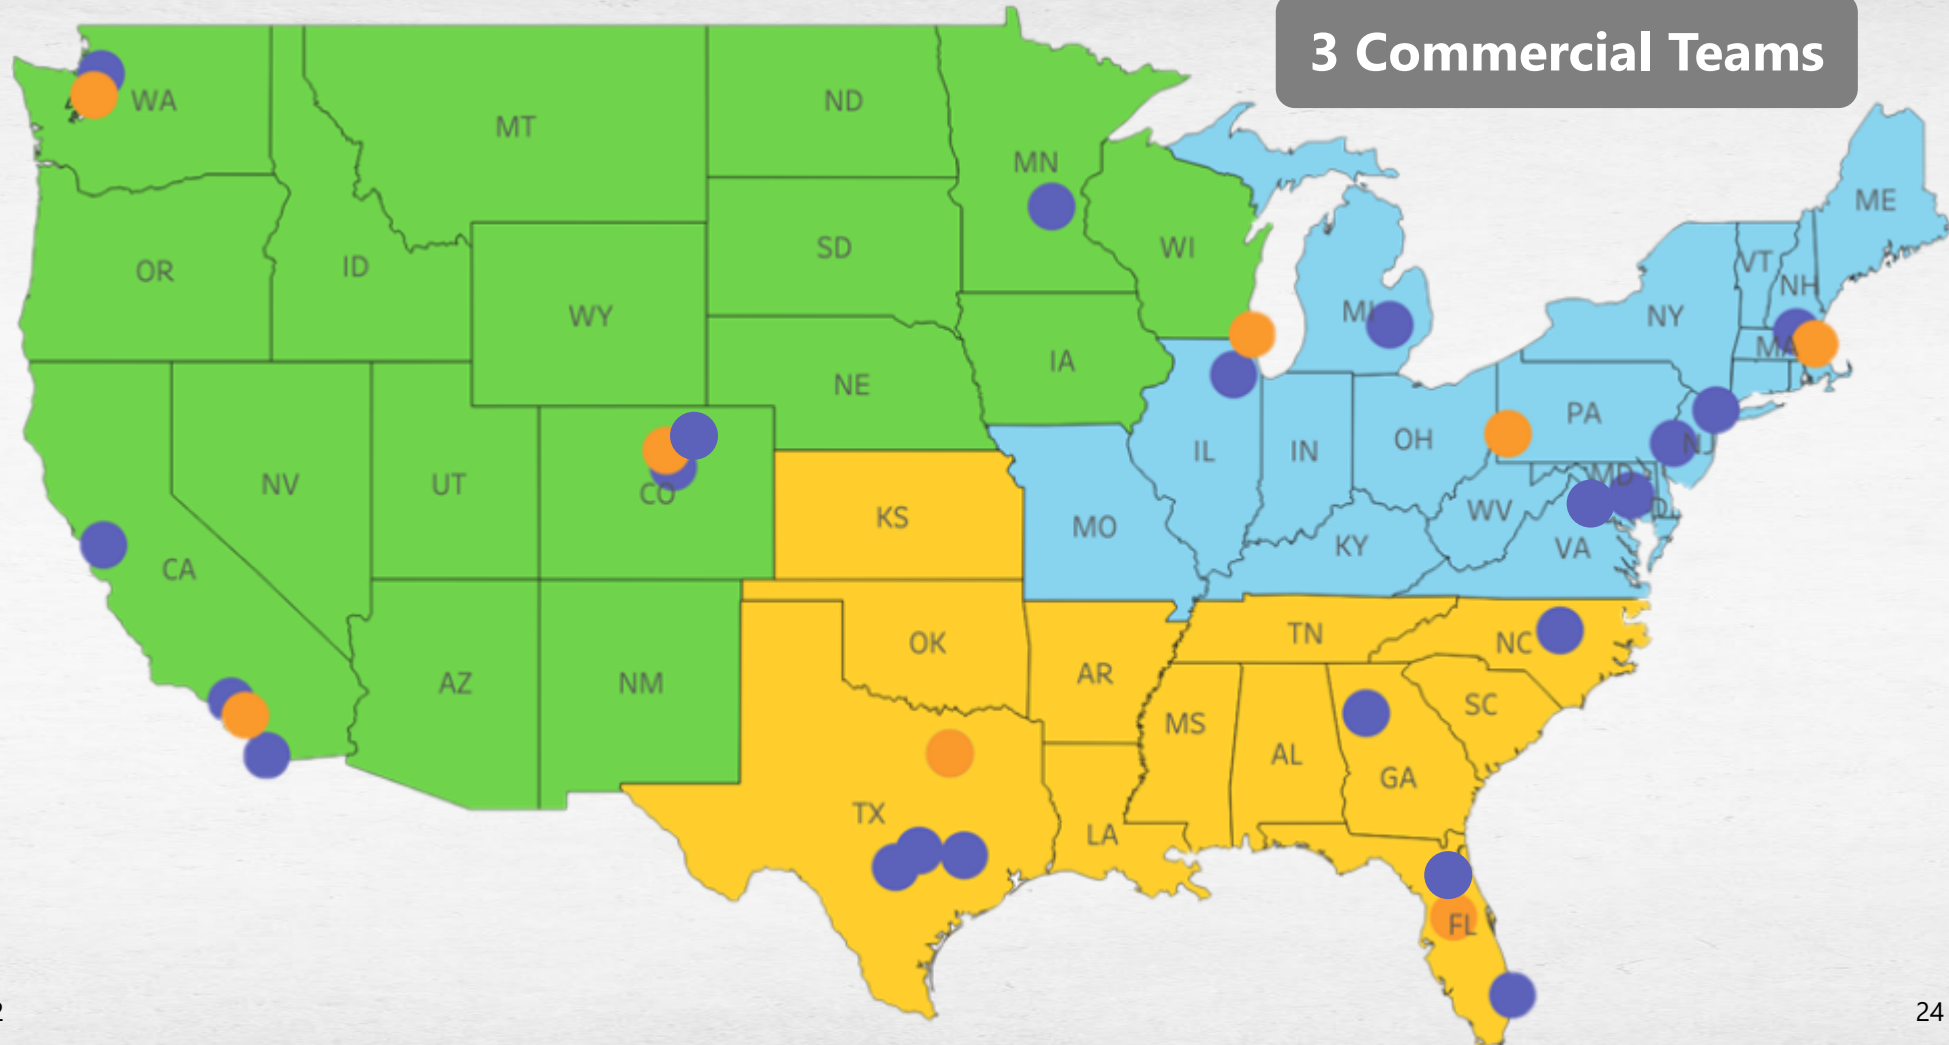 3 Commercial Teams
WA
MT
ND
MN
ME
OR
ID
SD
WI
VT
NH
WY
MI
NY
MA
IA
NE
PA
IL
IN
OH
NJ
NV
UT
CO
MD
KS
WV
MO
KY
VA
CA
OK
TN
NC
AZ
NM
AR
SC
MS
AL
GA
TX
LA
FL
24